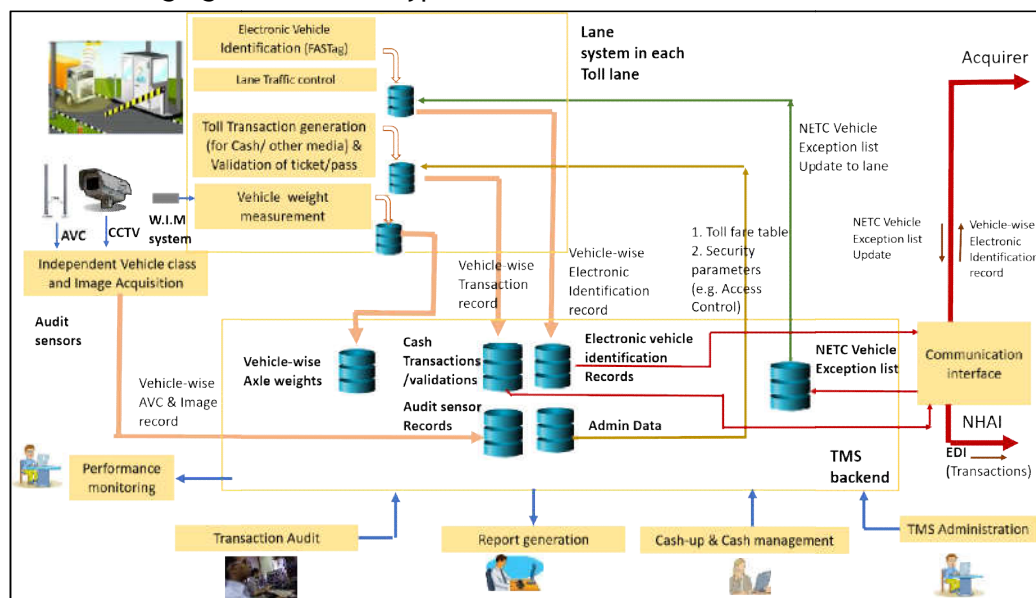 Electronic Vehicle
Identification (FASTag)
Lane Traffic control
Toll Transaction generation
(for Cash/ other media) &
Validation of ticket/pass
Vehicle weight
measurement
Lane
system in each
Toll lane
Acquirer
NETC Vehicle
Exception list
Update to lane
AVC
CCTV
W.I.M
system
Independent Vehicle class
and Image Acquisition
Audit
sensors
Vehicle-wise
Transaction
record
Vehicle-wise
Electronic
Identification
record
1. Toll fare table
2. Security
parameters
(e.g. Access
Control)
NETC Vehicle
Exception list
Update
Vehicle-wise
Electronic
Identification
record
Vehicle-wise
AVC & Image
record
Vehicle-wise
Axle weights
Cash
Transactions
/validations
Electronic vehicle
identification
Records
NETC Vehicle
Exception list
Communication
interface
Audit sensor
Records
Admin Data
TMS
backend
NHAI
EDI
(Transactions)
Performance
monitoring
Transaction Audit
Report generation
Cash-up & Cash management
TMS Administration